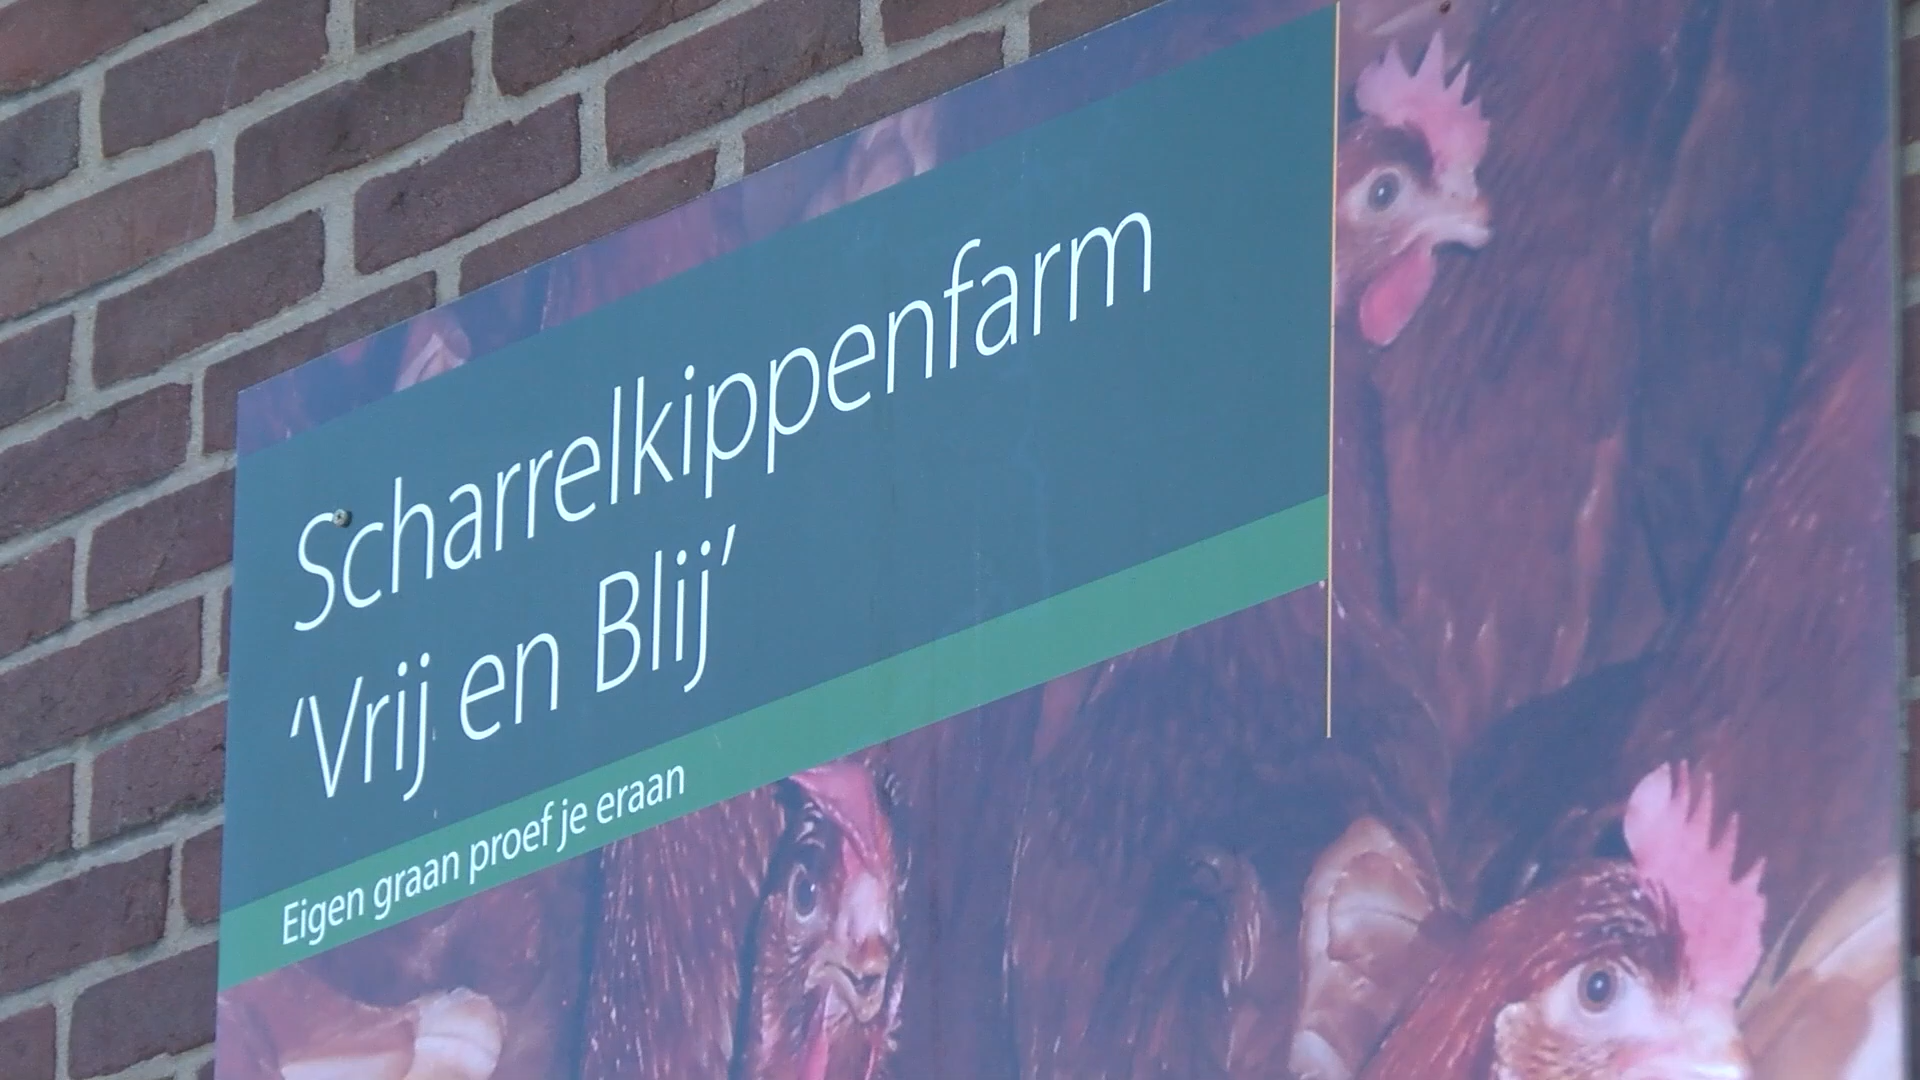 Scharrelkippenfarm
‘Vrij en Blij’
Eigen graan proef je eraan